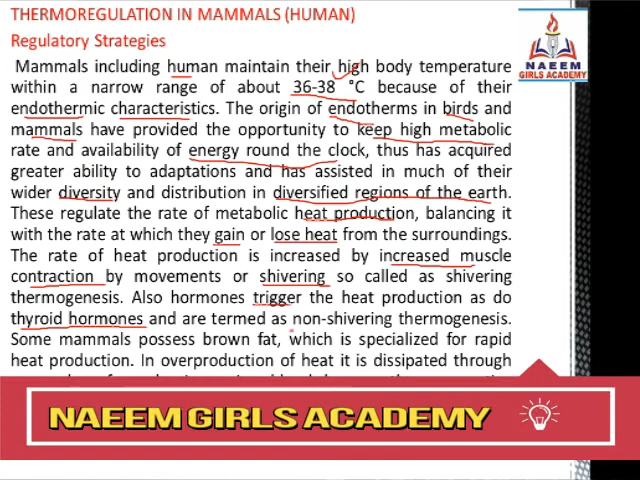 THERMOREGULATION IN MAMMALS (HUMAN)
Regulatory Strategies
Mammals including human maintain their high body temperature
within a narrow range of about 36-38 °C because of their
endothermic characteristics. The origin of endotherms in birds and
mammals have provided the opportunity to keep high metabolic
rate and availability of energy round the clock, thus has acquired
greater ability to adaptations and has assisted in much of their
wider diversity and distribution in diversified regions of the earth.
These regulate the rate of metabolic heat production, balancing it
with the rate at which they gain or lose heat from the surroundings.
The rate of heat production is increased by increased muscle
contraction by movements or shivering so called as shivering
thermogenesis. Also hormones trigger the heat production as do
thyroid hormones and are termed as non-shivering thermogenesis.
Some mammals possess brown fat, which is specialized for rapid
heat production. In overproduction of heat it is dissipated through
NAEEM
GIRLS ACADEMY
NAEEM GIRLS ACADEMY